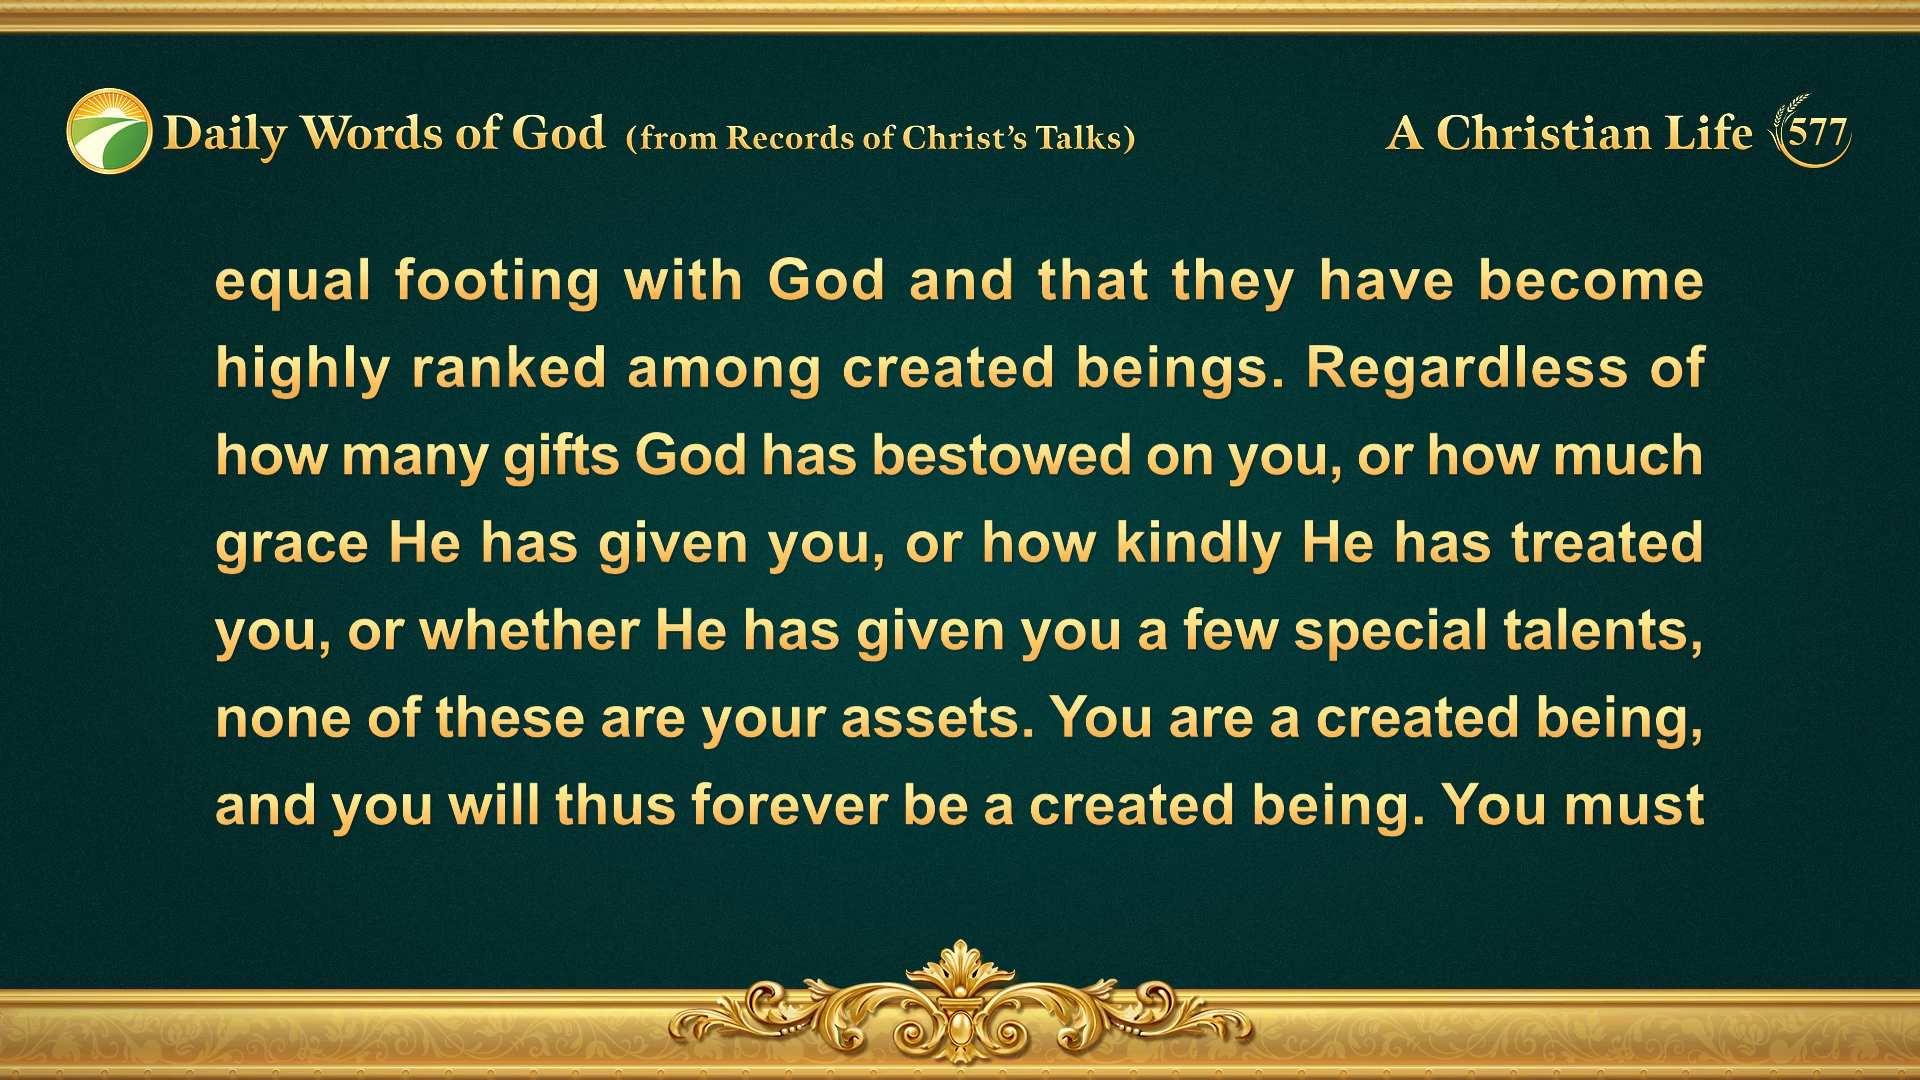 Daily Words of God (from Records of Christ's Talks)
A Christian Life 577
equal footing with God and that they have become
highly ranked among created beings. Regardless of
how many gifts God has bestowed on you, or how much
grace He has given you, or how kindly He has treated
you, or whether He has given you a few special talents,
none of these are your assets. You are a created being,
and you will thus forever be a created being. You must